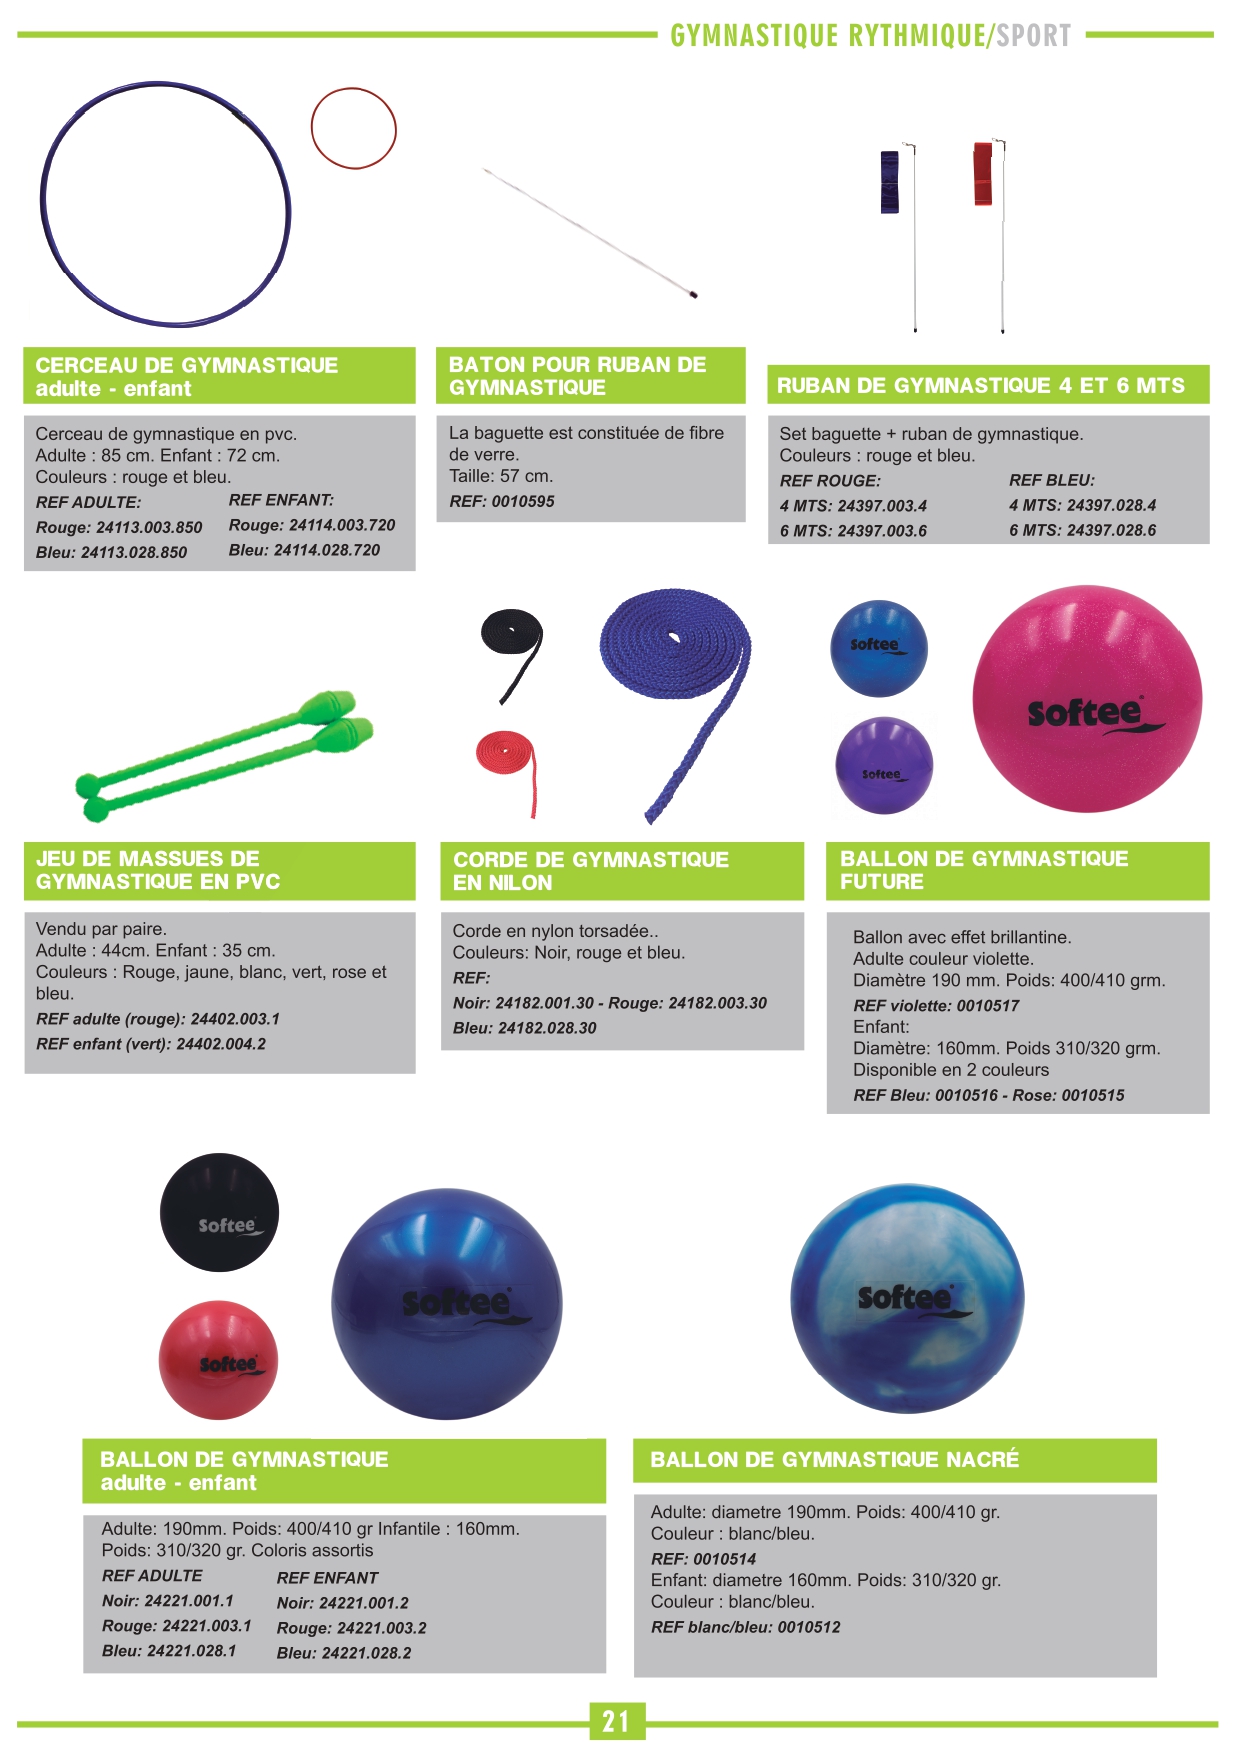 GYMNASTIQUE RYTHMIQUE/SPORT
CERCEAU DE GYMNASTIQUE
adulte - enfant
Cerceau de gymnastique en pvc.
Adulte : 85 cm. Enfant : 72 cm.
Couleurs : rouge et bleu.
REF ADULTE:
Rouge: 24113.003.850
Bleu: 24113.028.850
REF ENFANT:
Rouge: 24114.003.720
Bleu: 24114.028.720
BATON POUR RUBAN DE
GYMNASTIQUE
La baguette est constituée de fibre
de verre.
Taille: 57 cm.
REF: 0010595
RUBAN DE GYMNASTIQUE 4 ET 6 MTS
Set baguette + ruban de gymnastique.
Couleurs : rouge et bleu.
REF ROUGE:
4 MTS: 24397.003.4
6 MTS: 24397.003.6
REF BLEU:
4 MTS: 24397.028.4
6 MTS: 24397.028.6
JEU DE MASSUES DE
GYMNASTIQUE EN PVC
Vendu par paire.
Adulte : 44cm. Enfant : 35 cm.
Couleurs : Rouge, jaune, blanc, vert, rose et
bleu.
REF adulte (rouge): 24402.003.1
REF enfant (vert): 24402.004.2
CORDE DE GYMNASTIQUE
EN NILON
Corde en nylon torsadée..
Couleurs: Noir, rouge et bleu.
REF:
Noir: 24182.001.30 - Rouge: 24182.003.30
Bleu: 24182.028.30
softee
softee
softee
BALLON DE GYMNASTIQUE
FUTURE
Ballon avec effet brillantine.
Adulte couleur violette.
Diamètre 190 mm. Poids: 400/410 grm.
REF violette: 0010517
Enfant:
Diamètre: 160mm. Poids 310/320 grm.
Disponible en 2 couleurs
REF Bleu: 0010516 - Rose: 0010515
softee
softee
softee
BALLON DE GYMNASTIQUE
adulte - enfant
Adulte: 190mm. Poids: 400/410 gr Infantile : 160mm.
Poids: 310/320 gr. Coloris assortis
REF ADULTE
Noir: 24221.001.1
Rouge: 24221.003.1
Bleu: 24221.028.1
REF ENFANT
Noir: 24221.001.2
Rouge: 24221.003.2
Bleu: 24221.028.2
softee
BALLON DE GYMNASTIQUE NACRÉ
Adulte: diametre 190mm. Poids: 400/410 gr.
Couleur : blanc/bleu.
REF: 0010514
Enfant: diametre 160mm. Poids: 310/320 gr.
Couleur : blanc/bleu.
REF blanc/bleu: 0010512
21